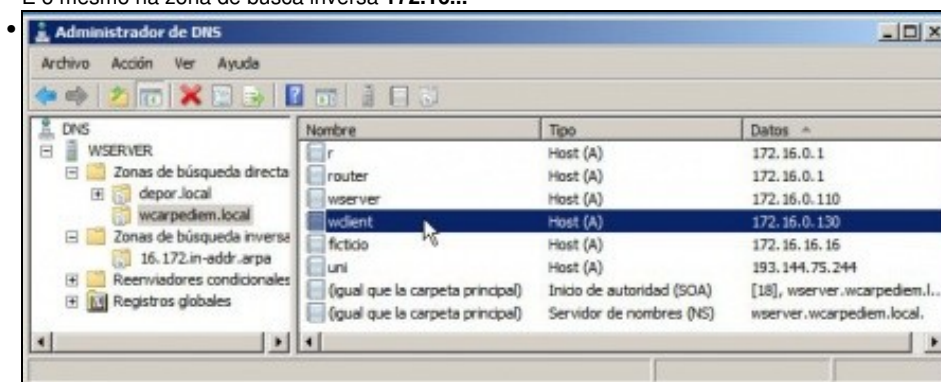 E o mesmo na zona de busca inversa 172.16...
Administrador de DNS
Archivo Acción Ver Ayuda
DNS
WSERVER
Zonas de búsqueda directa
depor.local
wcarpediem.local
Zonas de búsqueda inversa
16.172.in-addr.arpa
Reenviadores condicionales
Registros globales
Nombre Tipo Datos
r Host (A) 172.16.0.1
router Host (A) 172.16.0.1
wserver Host (A) 172.16.0.110
wclient Host (A) 172.16.0.130
ficticio Host (A) 172.16.16.16
uni Host (A) 193.144.75.244
(igual que la carpeta principal) Inicio de autoridad (SOA) [18], wserver.wcarpediem.l...
(igual que la carpeta principal) Servidor de nombres (NS) wserver.wcarpediem.local.